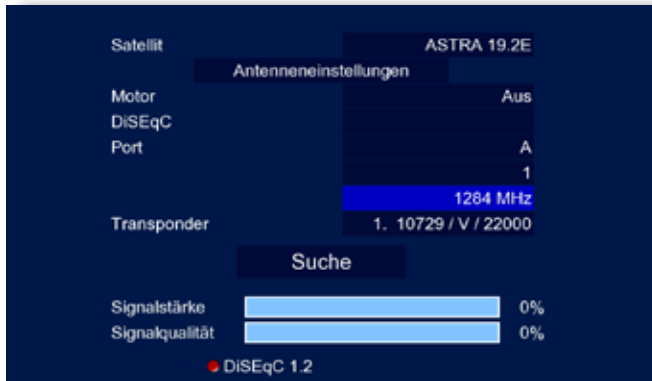 Satellit ASTRA 19.2E
Antenneneinstellungen
Motor Aus
DiSEqC
Port A
1
1284 MHz
Transponder 1. 10729 / V / 22000
Suche
Signalstärke 0%
Signalqualität 0%
DiSEqC 1.2